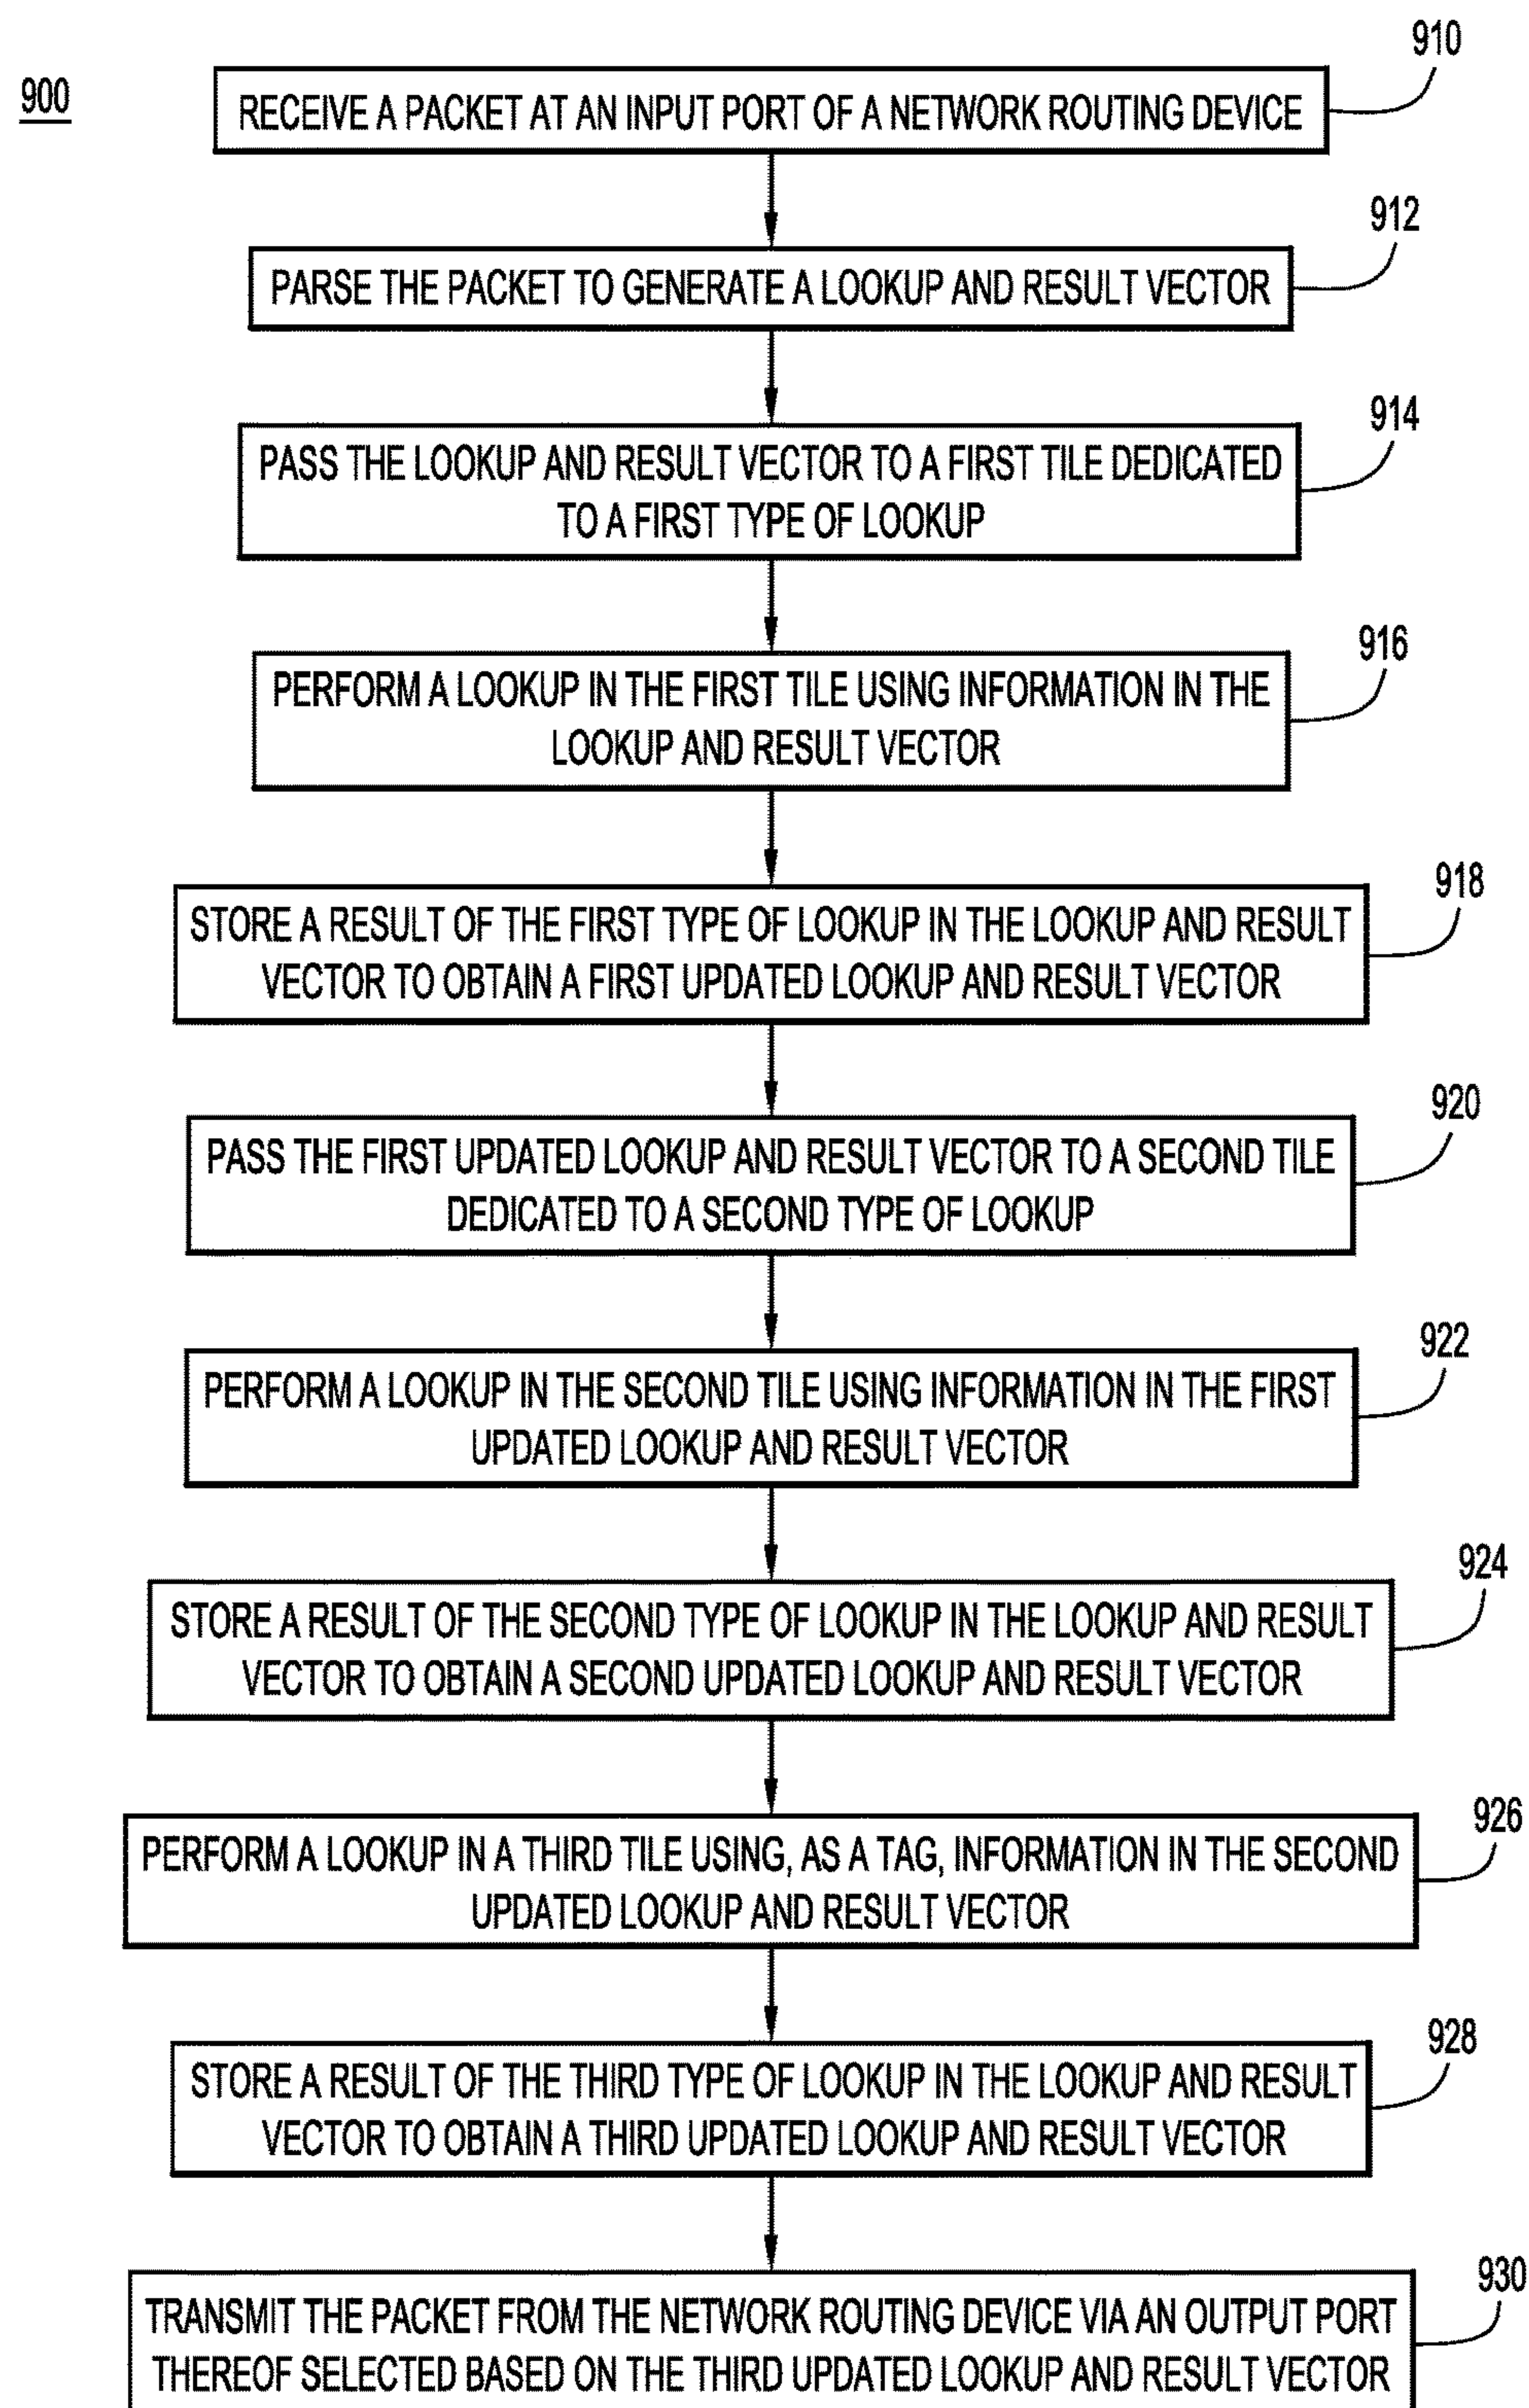 900
910
RECEIVE A PACKET AT AN INPUT PORT OF A NETWORK ROUTING DEVICE
912
PARSE THE PACKET TO GENERATE A LOOKUP AND RESULT VECTOR
914
PASS THE LOOKUP AND RESULT VECTOR TO A FIRST TILE DEDICATED
TO A FIRST TYPE OF LOOKUP
916
PERFORM A LOOKUP IN THE FIRST TILE USING INFORMATION IN THE
LOOKUP AND RESULT VECTOR
918
STORE A RESULT OF THE FIRST TYPE OF LOOKUP IN THE LOOKUP AND RESULT
VECTOR TO OBTAIN A FIRST UPDATED LOOKUP AND RESULT VECTOR
920
PASS THE FIRST UPDATED LOOKUP AND RESULT VECTOR TO A SECOND TILE
DEDICATED TO A SECOND TYPE OF LOOKUP
922
PERFORM A LOOKUP IN THE SECOND TILE USING INFORMATION IN THE FIRST
UPDATED LOOKUP AND RESULT VECTOR
924
STORE A RESULT OF THE SECOND TYPE OF LOOKUP IN THE LOOKUP AND RESULT
VECTOR TO OBTAIN A SECOND UPDATED LOOKUP AND RESULT VECTOR
926
PERFORM A LOOKUP IN A THIRD TILE USING, AS A TAG, INFORMATION IN THE SECOND
UPDATED LOOKUP AND RESULT VECTOR
928
STORE A RESULT OF THE THIRD TYPE OF LOOKUP IN THE LOOKUP AND RESULT
VECTOR TO OBTAIN A THIRD UPDATED LOOKUP AND RESULT VECTOR
930
TRANSMIT THE PACKET FROM THE NETWORK ROUTING DEVICE VIA AN OUTPUT PORT
THEREOF SELECTED BASED ON THE THIRD UPDATED LOOKUP AND RESULT VECTOR